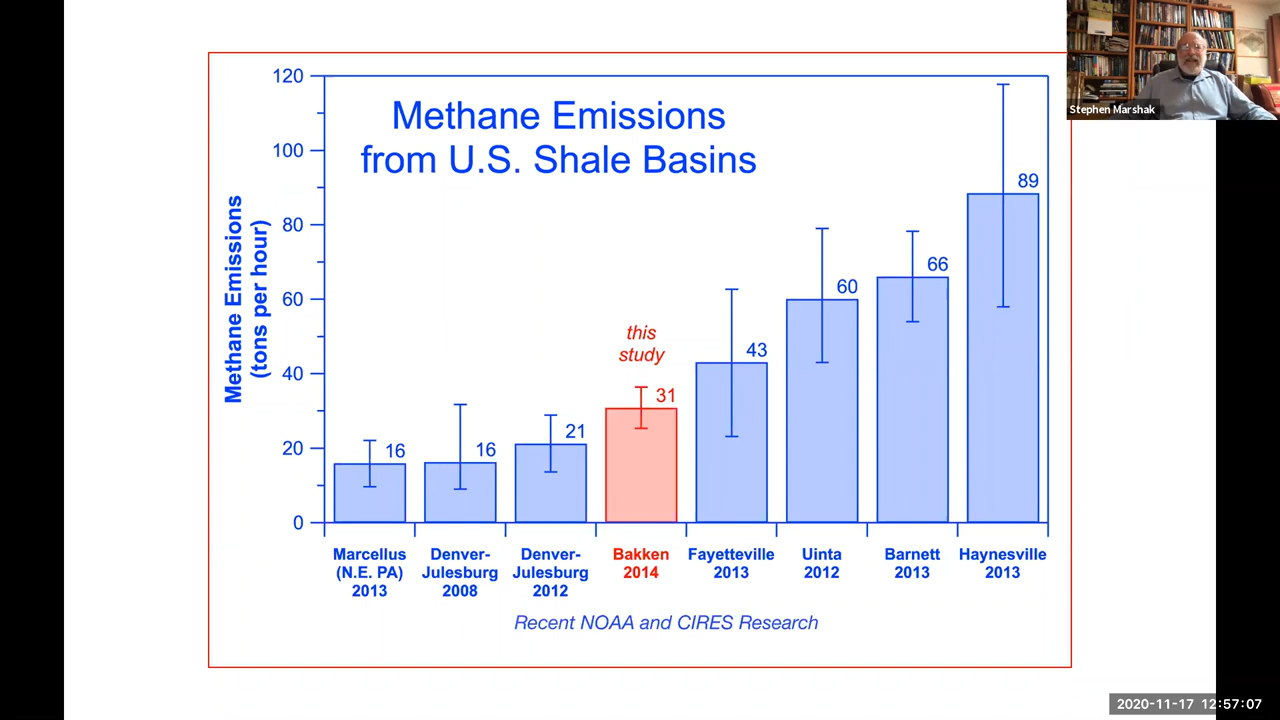 Methane Emissions
from U.S. Shale Basins
Methane Emissions
(tons per hour)
120
100
80
60
40
20
0
this
study
16
16
21
31
43
60
66
89
Marcellus
(N.E. PA)
2013
Denver-
Julesburg
2008
Denver-
Julesburg
2012
Bakken
2014
Fayetteville
2013
Uinta
2012
Barnett
2013
Haynesville
2013
Recent NOAA and CIRES Research
Stephen Marshak
2020-11-17 12:57:07